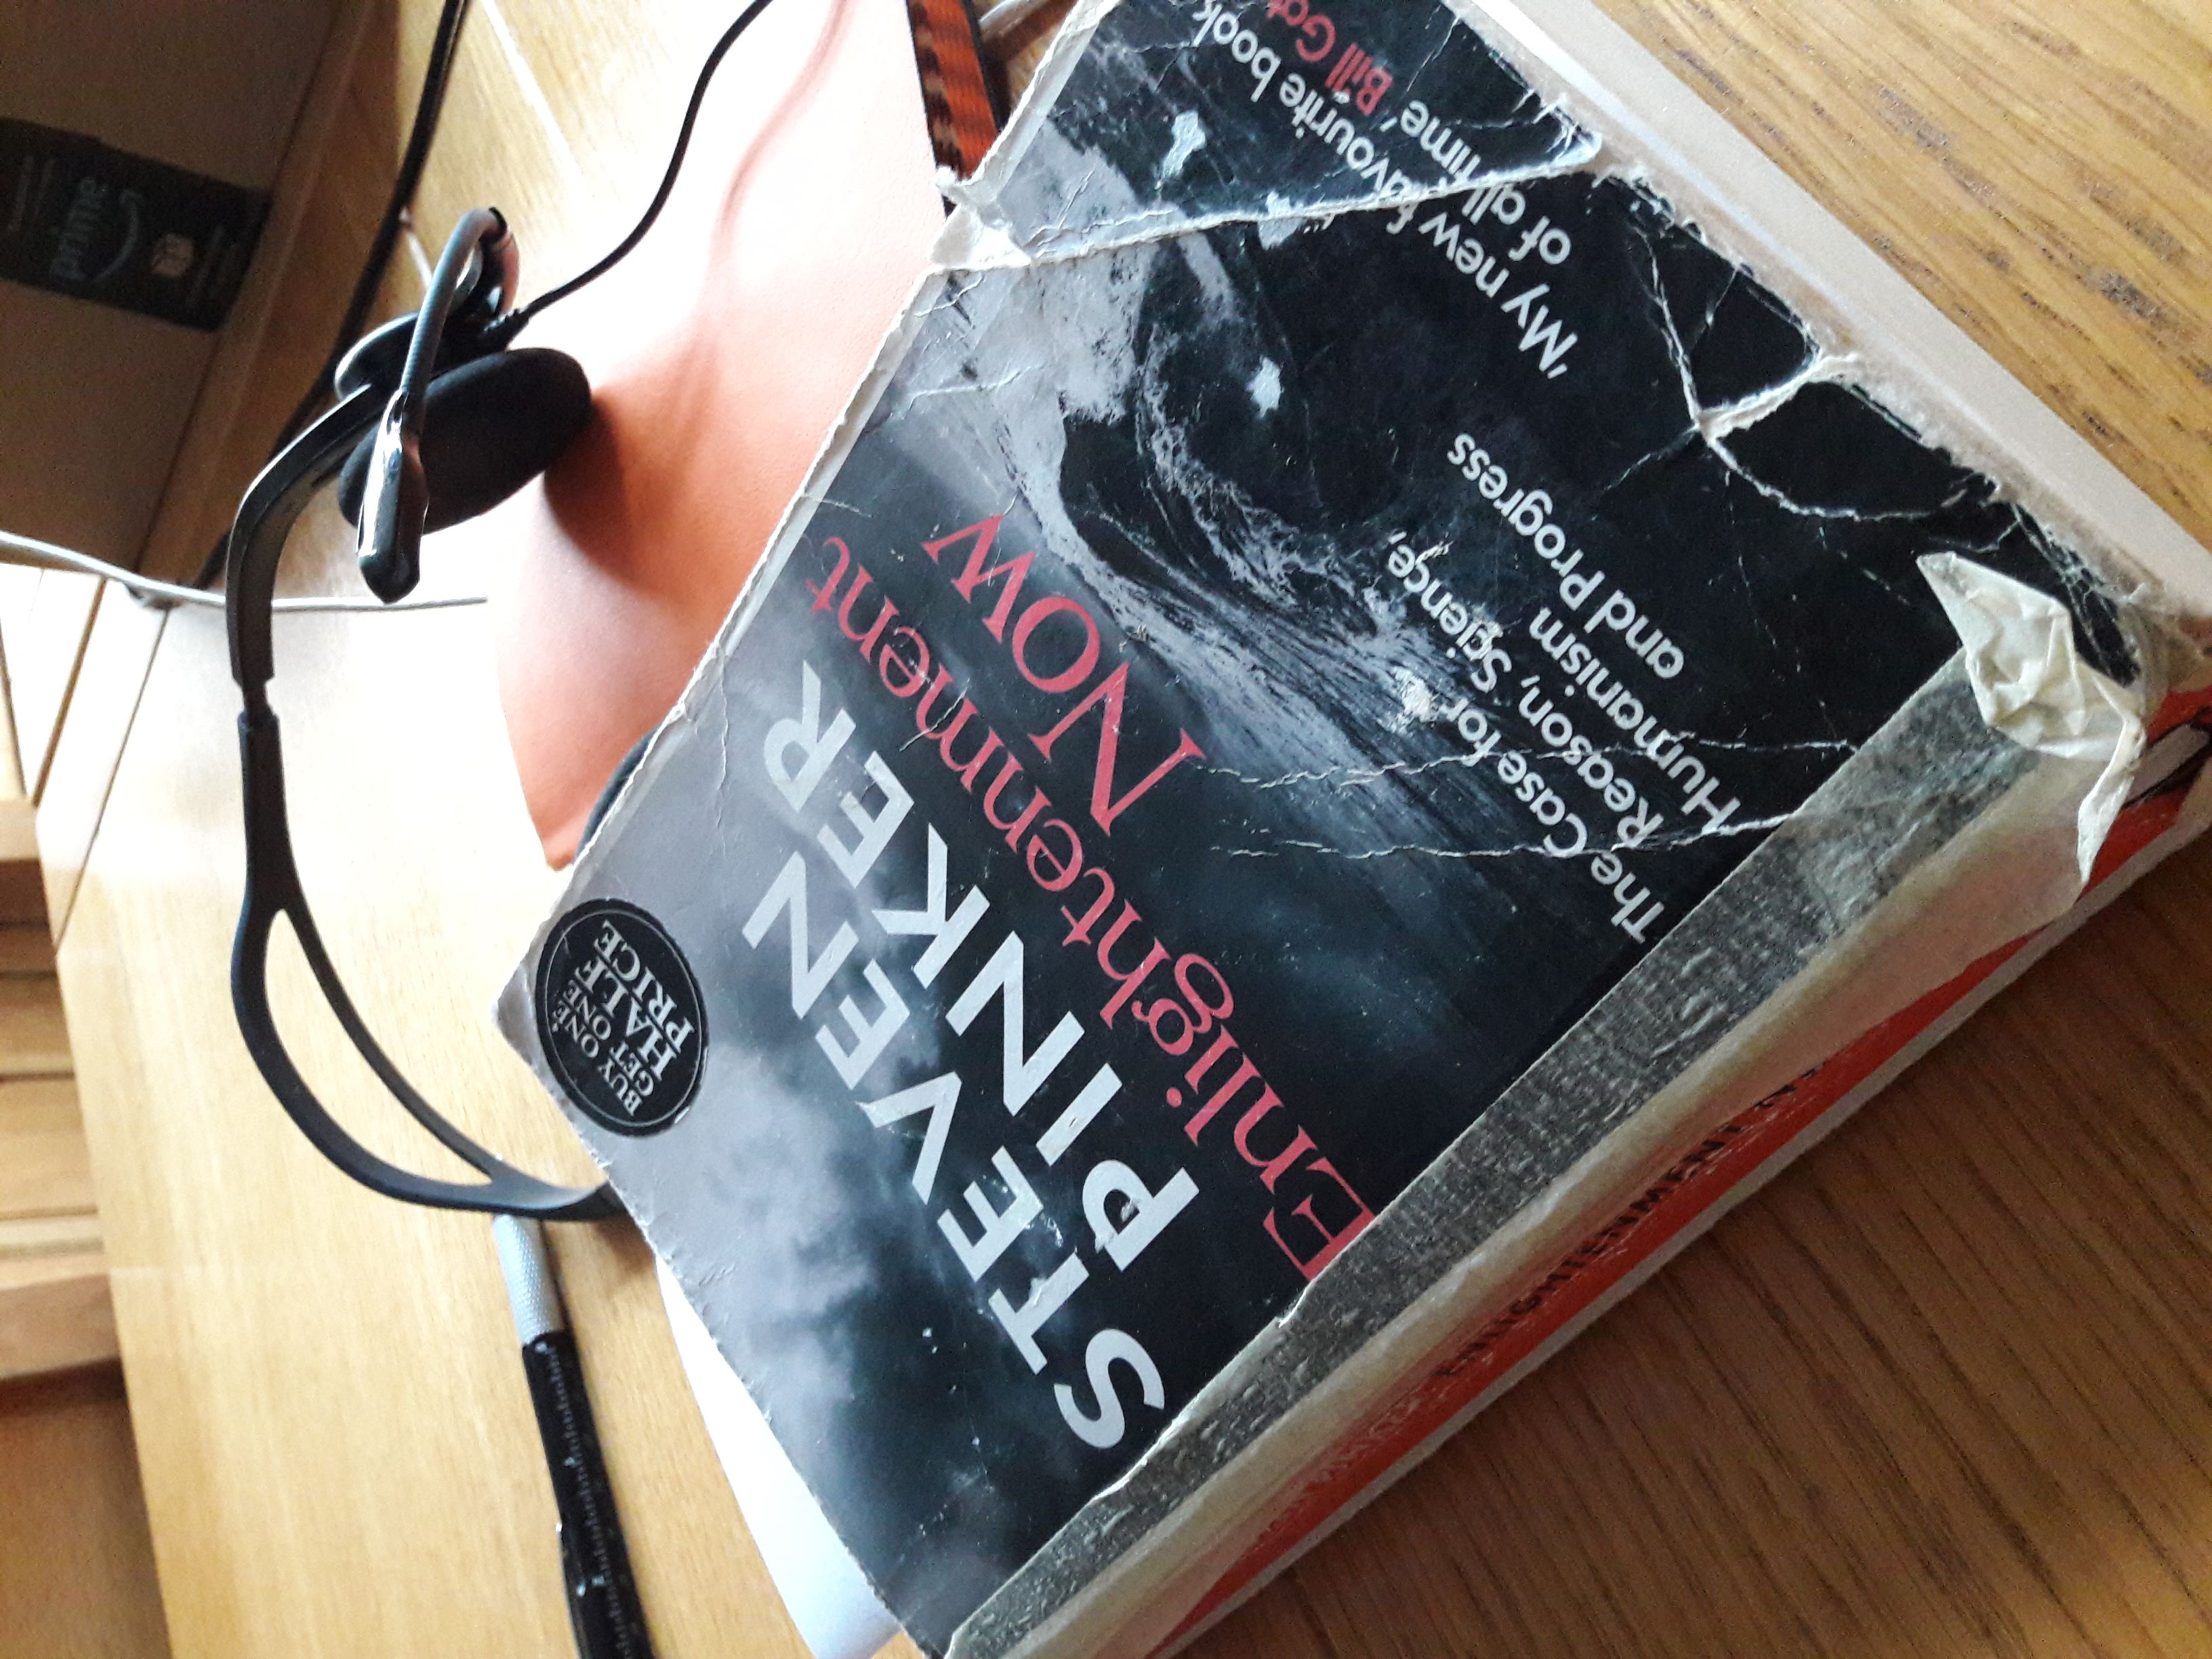 prime
BUY ONE
GET ONE
HALF
PRICE
STEVEN
PINKER
Enlightenment
Now
The Case for
Reason, Science,
Humanism
and Progress
'My new favourite book
of all time' Bill
ENLIGHTENMENT